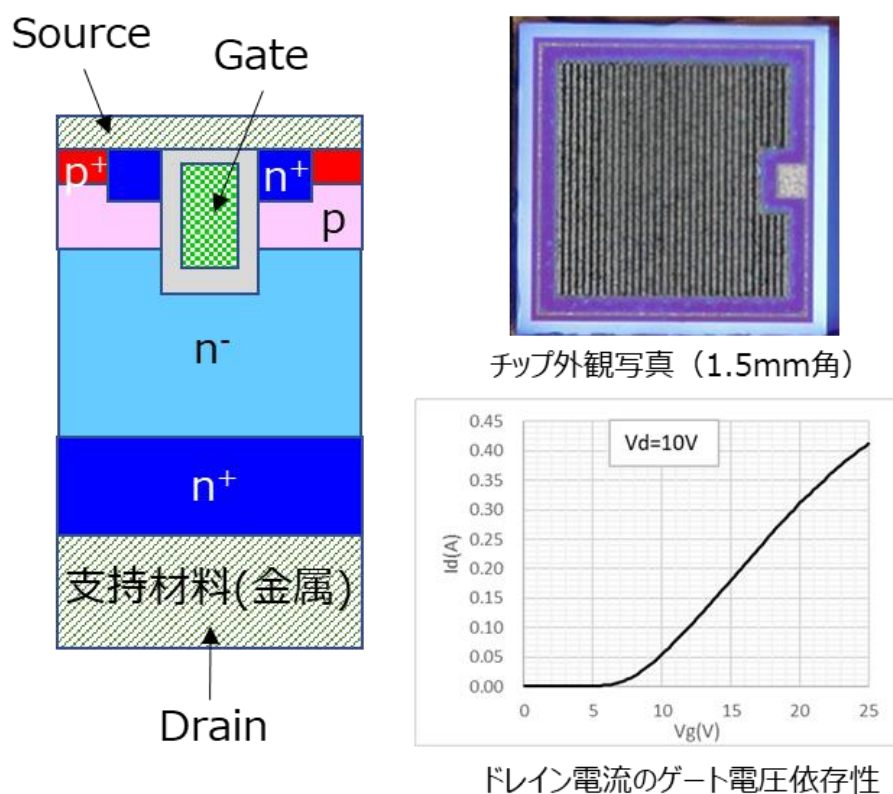 Source
Gate
p⁺
n⁺
p
n⁻
n⁺
支持材料(金属)
Drain
チップ外観写真（1.5mm角）
Vd=10V
0.45
0.40
0.35
0.30
0.25
0.20
0.15
0.10
0.05
0.00
Id(A)
0 5 10 15 20 25
Vg(V)
ドレイン電流のゲート電圧依存性